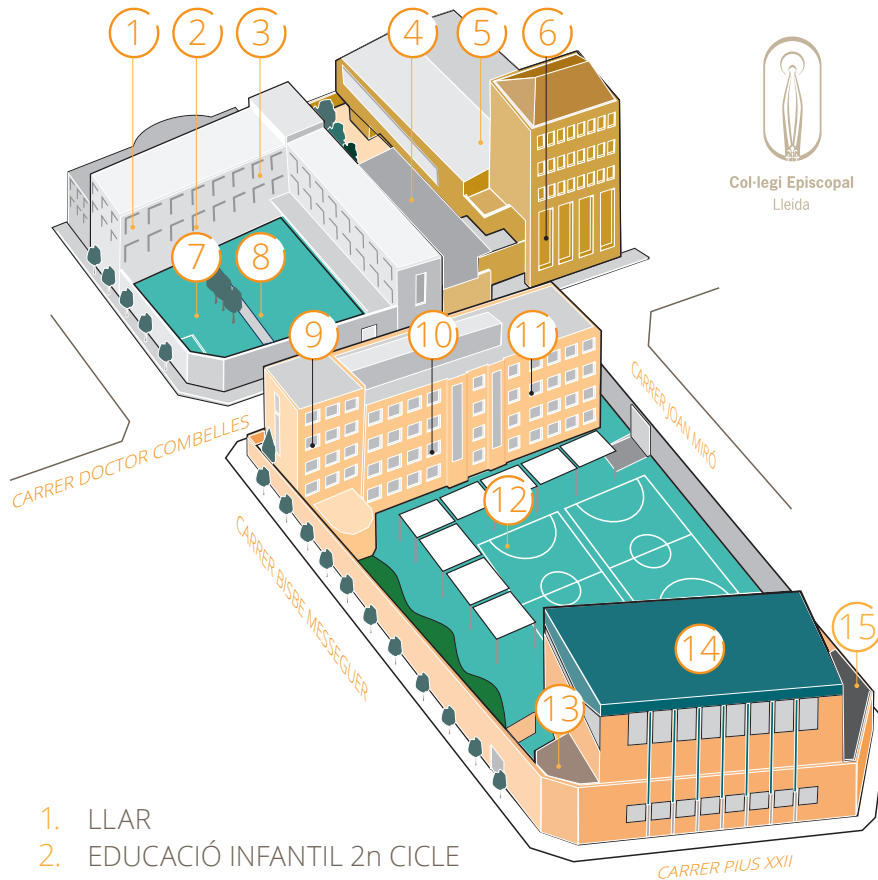 1 2 3 4 5 6
Col·legi Episcopal
Lleida
7 8
9 10 11
CARRER JOAN MIRÓ
CARRER DOCTOR COMBELLES
12
CARRER BISBE MESSEGUER
15
14
13
1. LLAR
2. EDUCACIÓ INFANTIL 2n CICLE
CARRER PIUS XXII